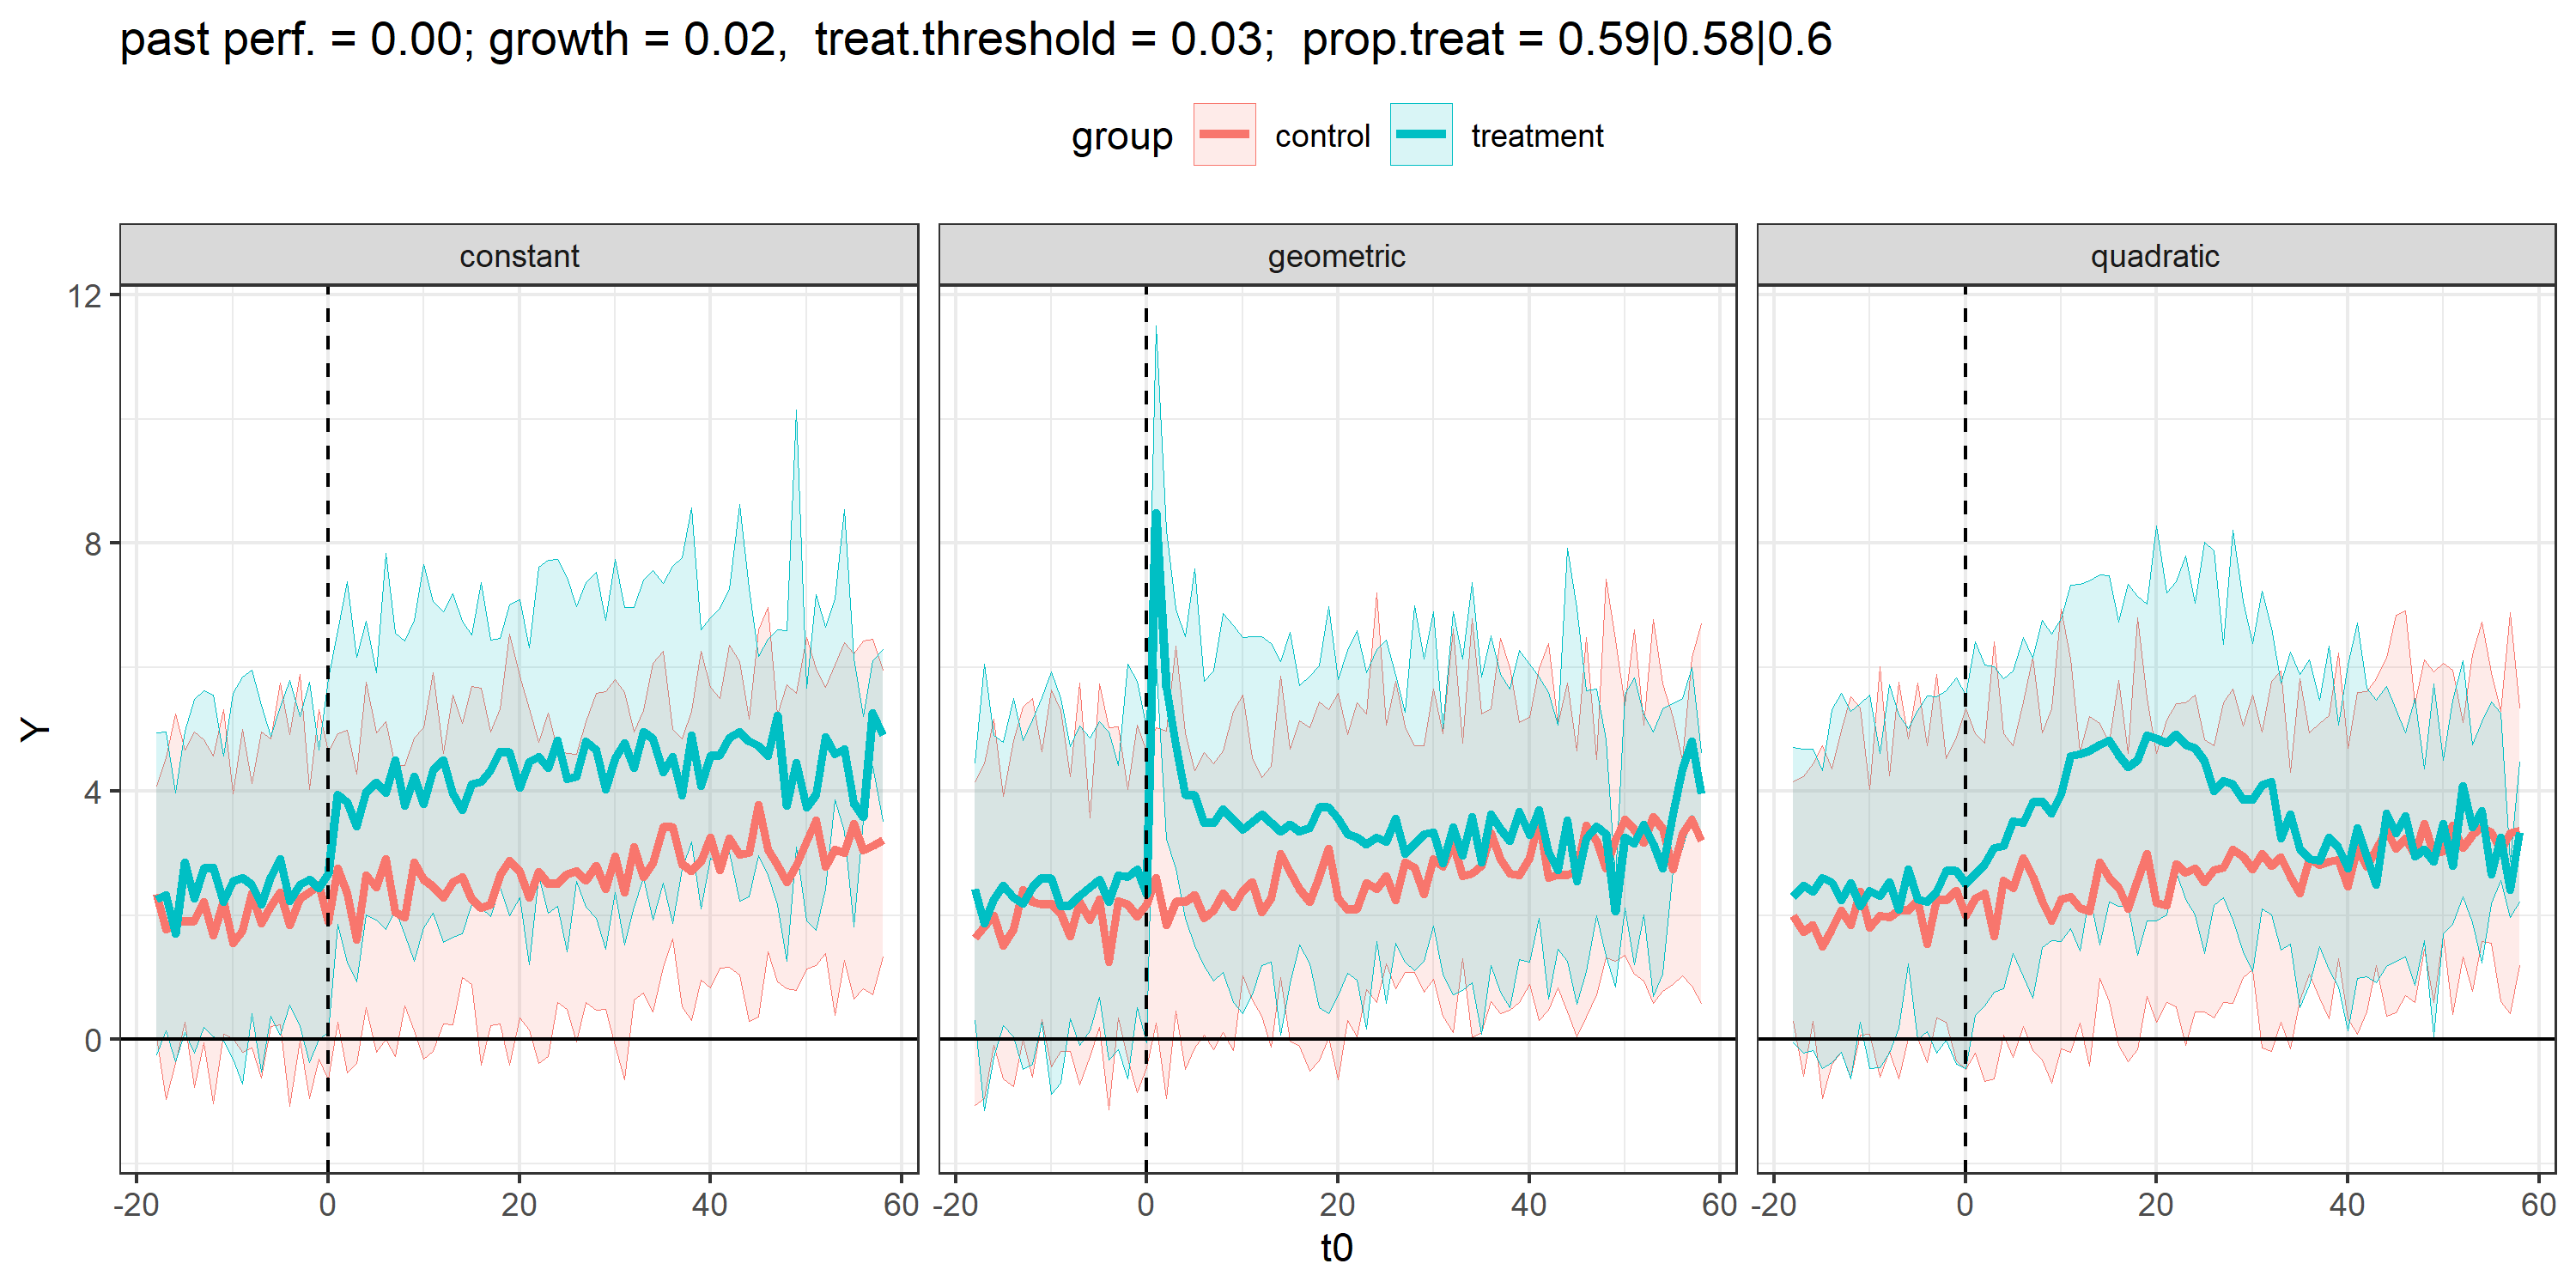 past perf. = 0.00; growth = 0.02,  treat.threshold = 0.03;  prop.treat = 0.59|0.58|0.6
group control treatment
constant geometric quadratic
12
8
4
0
Y
-20 0 20 40 60 -20 0 20 40 60 -20 0 20 40 60
t0